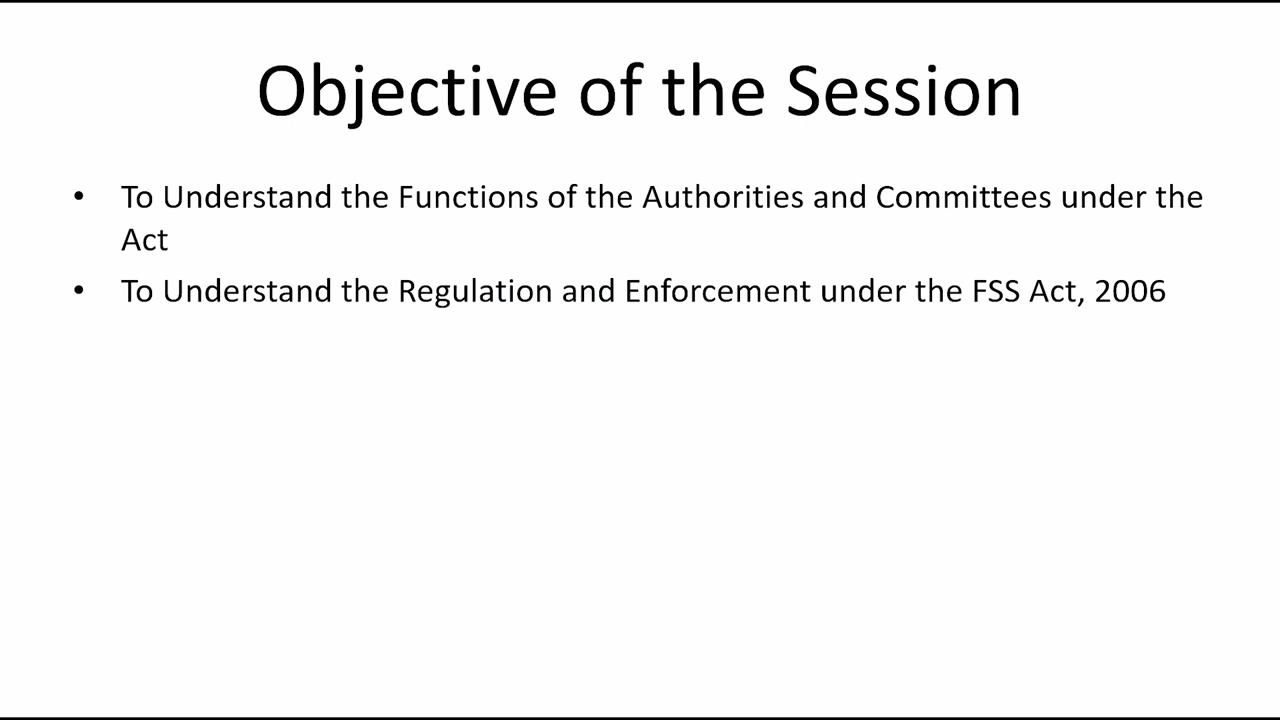 Objective of the Session
• To Understand the Functions of the Authorities and Committees under the
Act
• To Understand the Regulation and Enforcement under the FSS Act, 2006